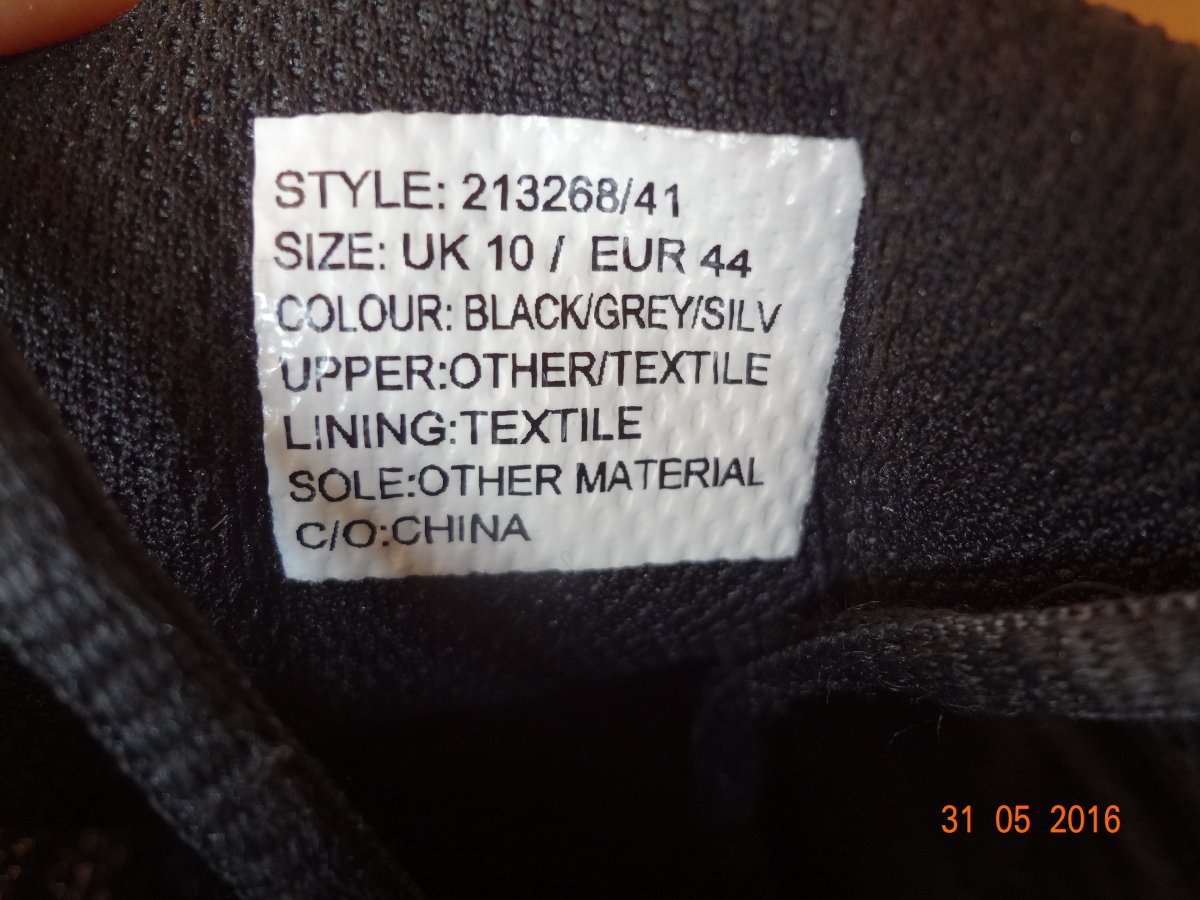 STYLE: 213268/41
SIZE: UK 10 / EUR 44
COLOUR: BLACK/GREY/SILV
UPPER:OTHER/TEXTILE
LINING:TEXTILE
SOLE:OTHER MATERIAL
C/O:CHINA
31 05 2016